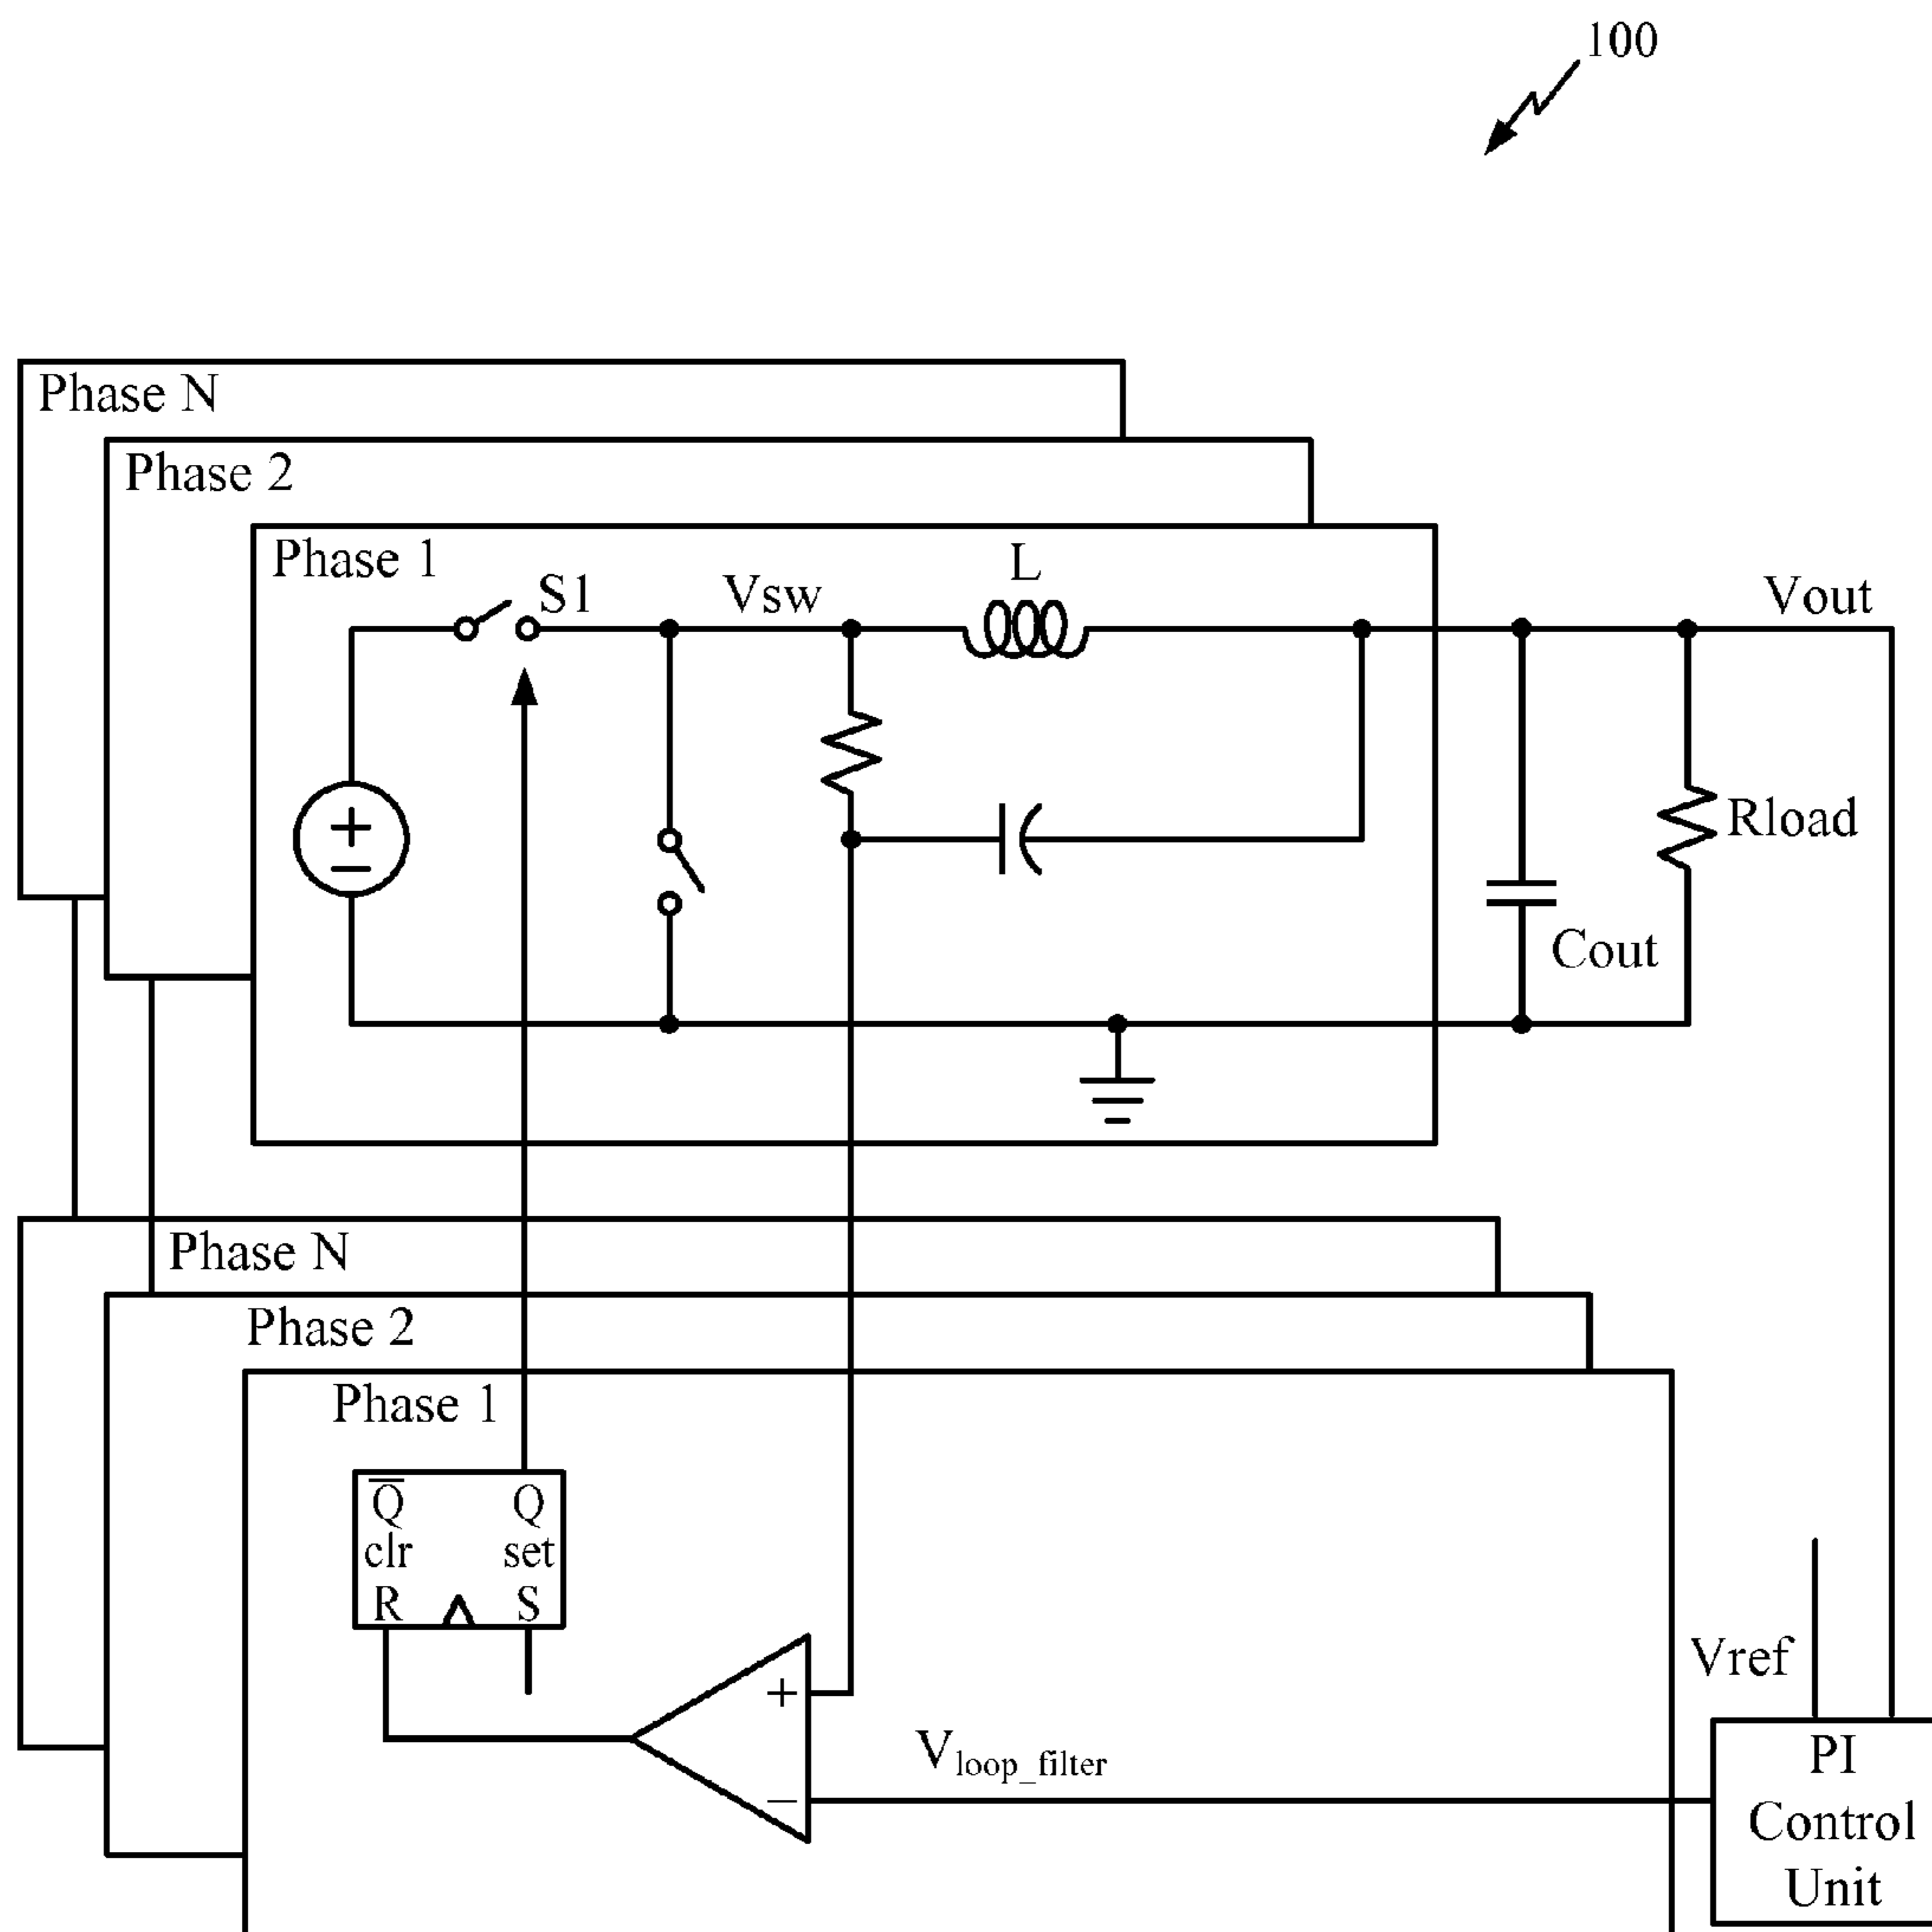 100
Phase N
Phase 2
Phase 1
S1
Vsw
L
Vout
+
−
Rload
Cout
Phase N
Phase 2
Phase 1
Q̅ Q
clr set
R S
+
−
V_loop_filter
Vref
PI
Control
Unit